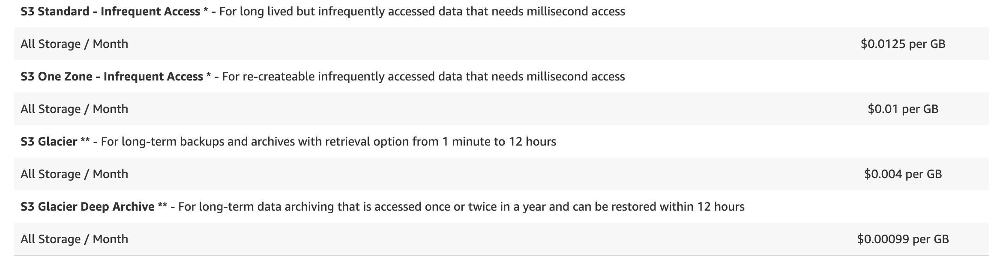 S3 Standard - Infrequent Access * - For long lived but infrequently accessed data that needs millisecond access
All Storage / Month $0.0125 per GB
S3 One Zone - Infrequent Access * - For re-createable infrequently accessed data that needs millisecond access
All Storage / Month $0.01 per GB
S3 Glacier ** - For long-term backups and archives with retrieval option from 1 minute to 12 hours
All Storage / Month $0.004 per GB
S3 Glacier Deep Archive ** - For long-term data archiving that is accessed once or twice in a year and can be restored within 12 hours
All Storage / Month $0.00099 per GB